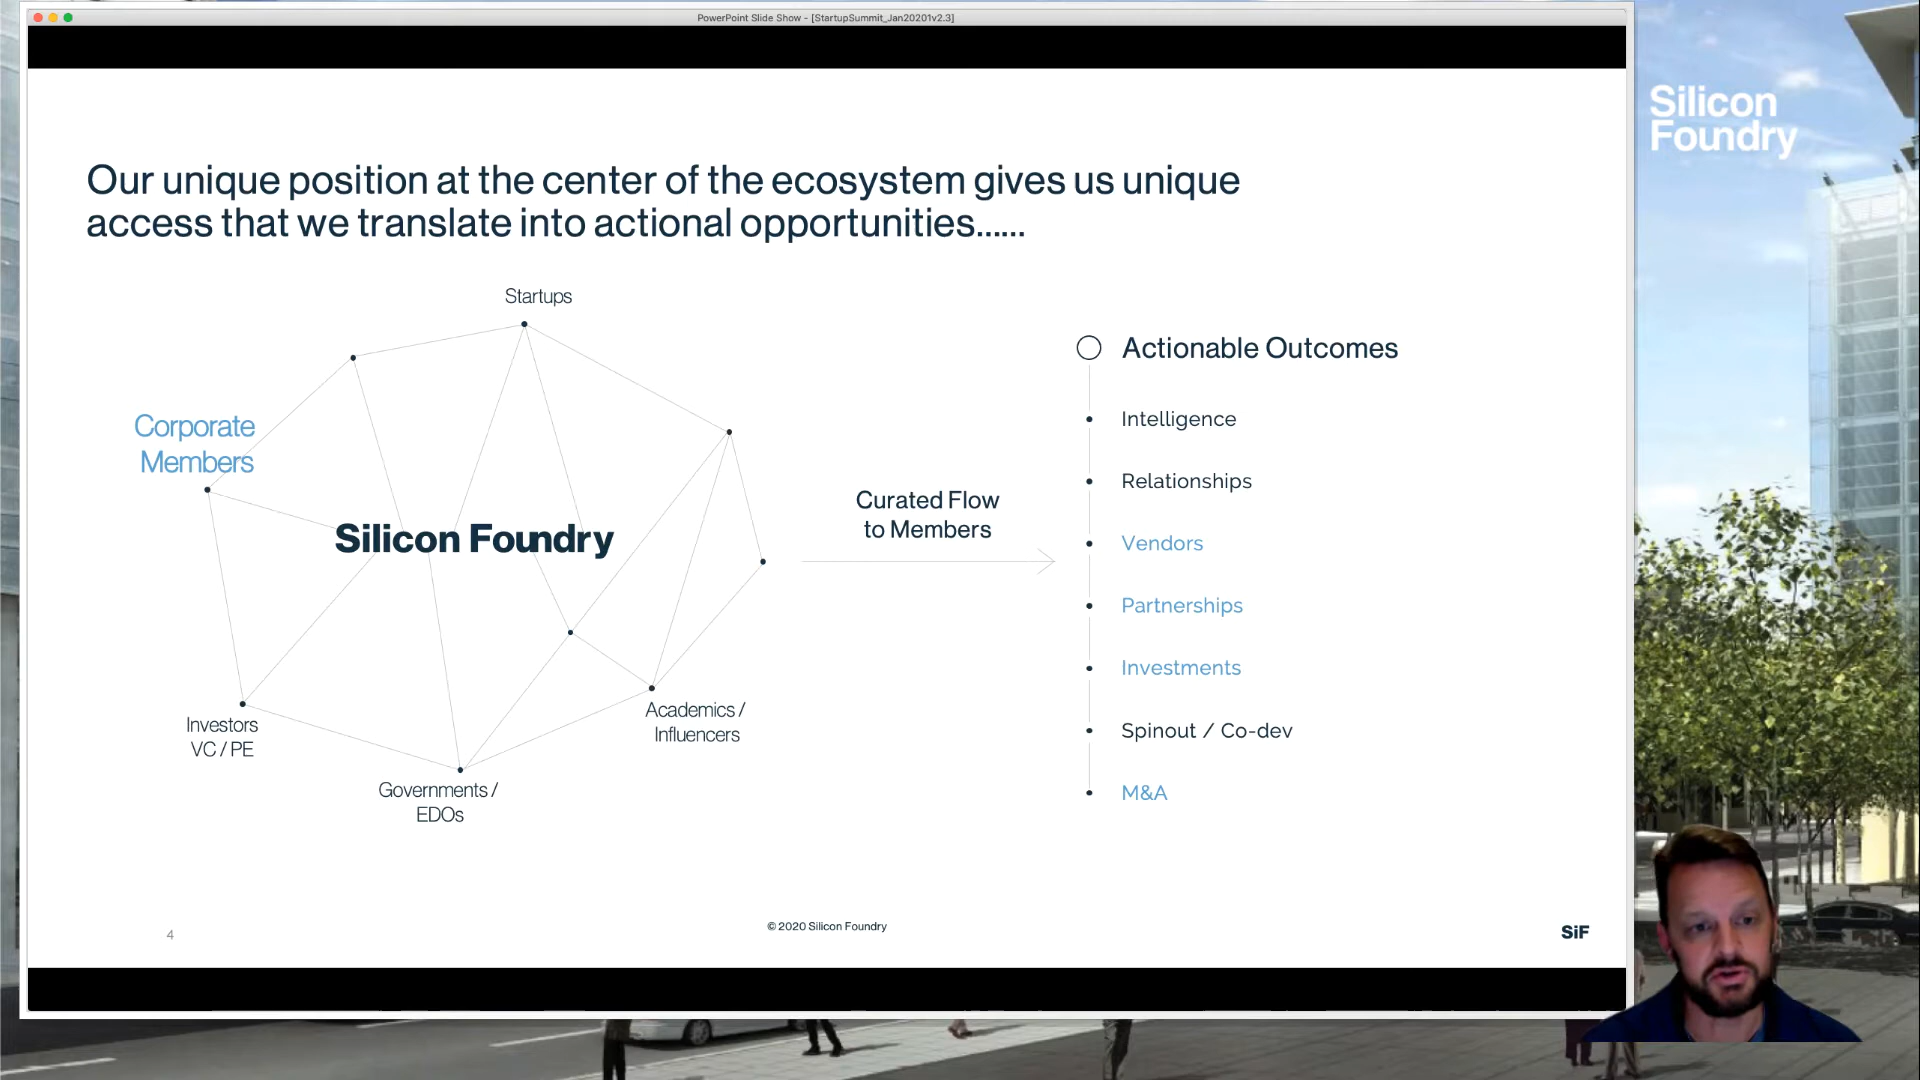 PowerPoint Slide Show - [StartupSummit_Jan20201v2.3]
Silicon
Foundry
Our unique position at the center of the ecosystem gives us unique
access that we translate into actional opportunities......
Startups
Corporate
Members
Silicon Foundry
Investors
VC / PE
Governments /
EDOs
Academics /
Influencers
Curated Flow
to Members
Actionable Outcomes
Intelligence
Relationships
Vendors
Partnerships
Investments
Spinout / Co-dev
M&A
4
© 2020 Silicon Foundry
SiF